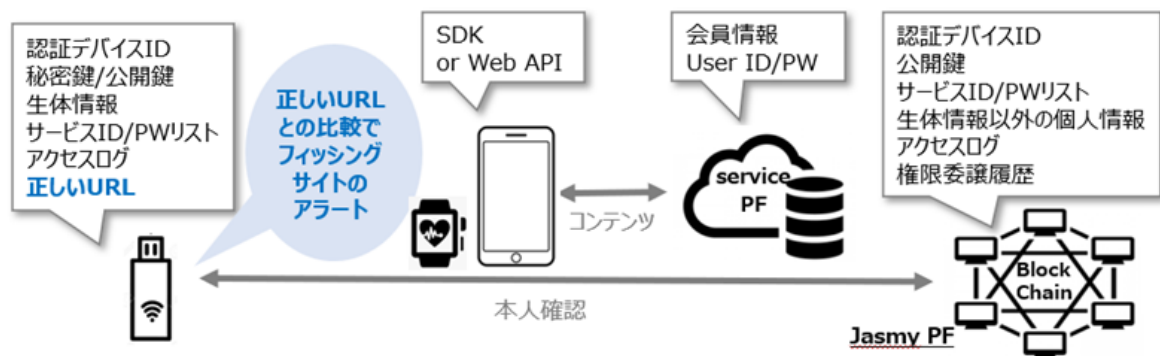 認証デバイスID
秘密鍵/公開鍵
生体情報
サービスID/PWリスト
アクセスログ
正しいURL
正しいURL
との比較で
フィッシング
サイトの
アラート
SDK
or Web API
会員情報
User ID/PW
認証デバイスID
公開鍵
サービスID/PWリスト
生体情報以外の個人情報
アクセスログ
権限委譲履歴
service
PF
コンテンツ
本人確認
Block
Chain
Jasmy PF